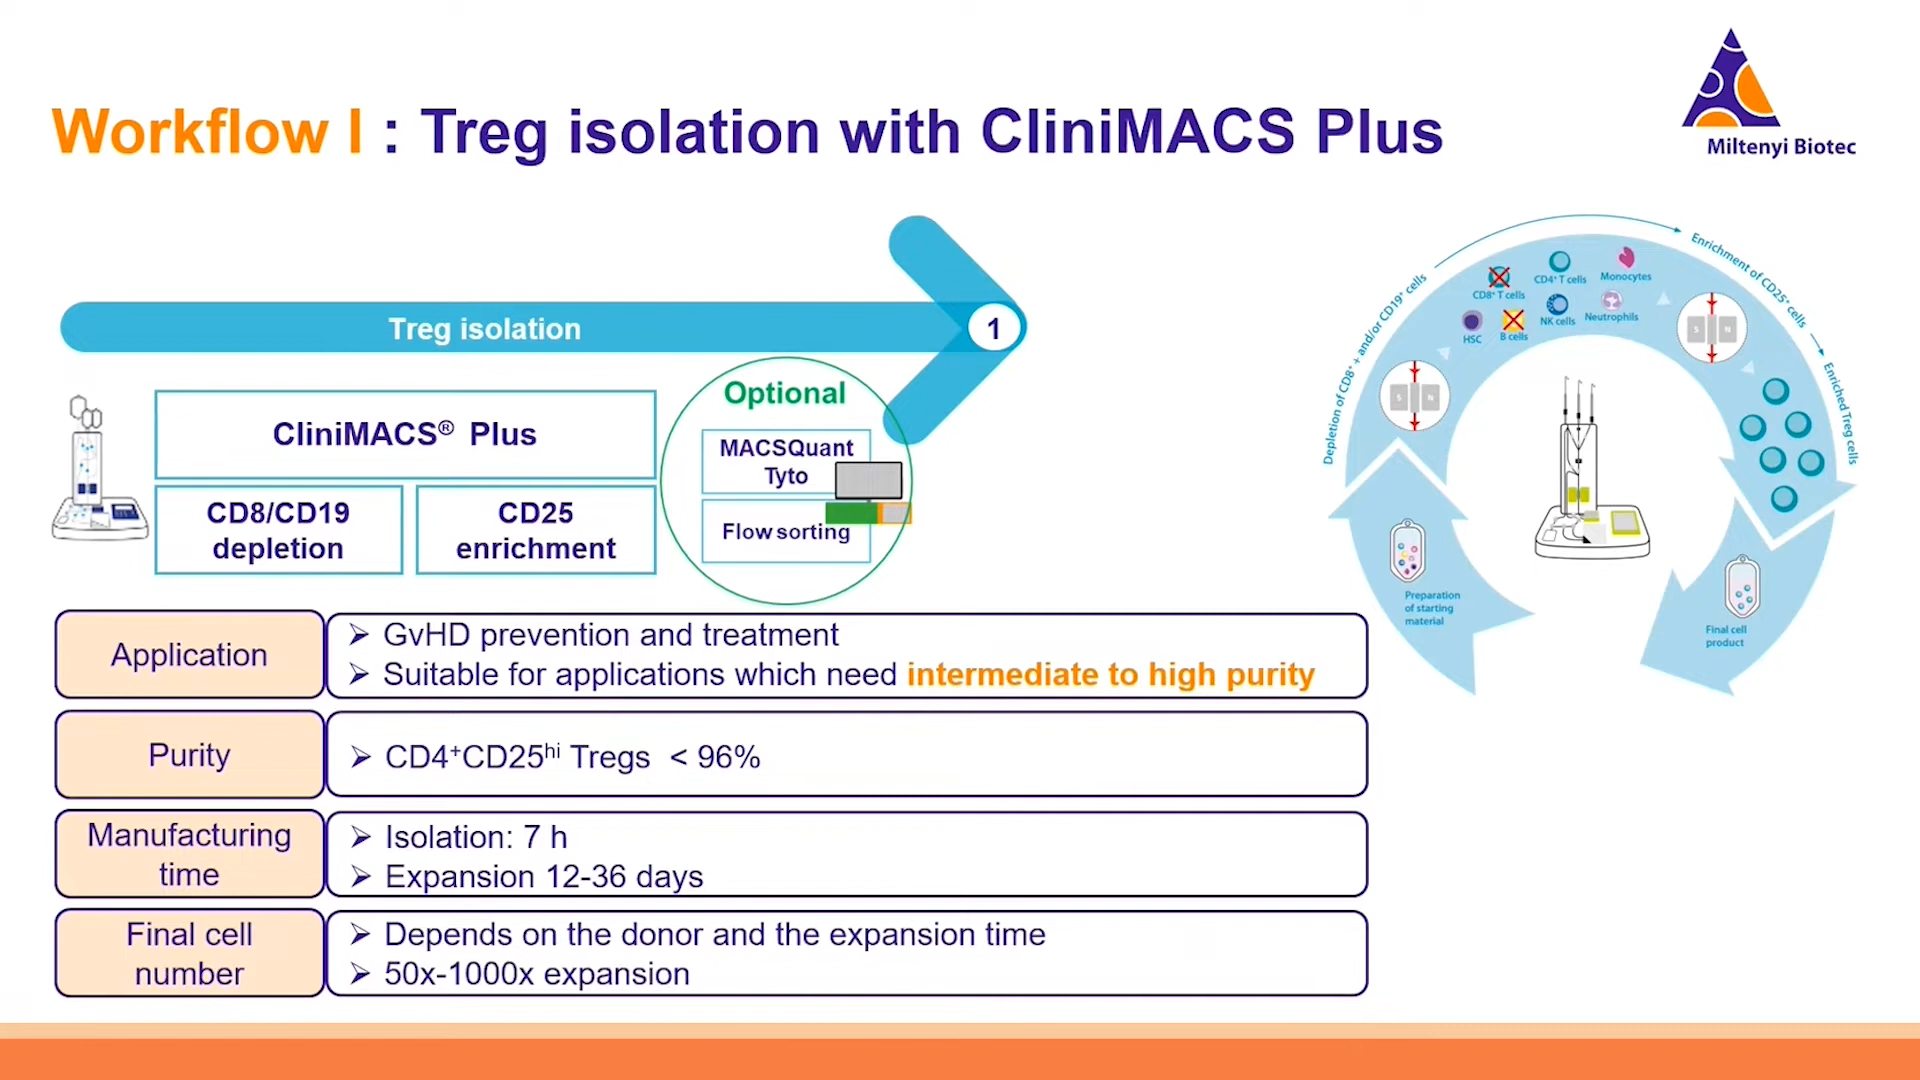 Workflow I : Treg isolation with CliniMACS Plus
Miltenyi Biotec
Treg isolation
1
CliniMACS® Plus
CD8/CD19
depletion
CD25
enrichment
Optional
MACSQuant
Tyto
Flow sorting
Application
➢ GvHD prevention and treatment
➢ Suitable for applications which need intermediate to high purity
Purity
➢ CD4⁺CD25ʰⁱ Tregs < 96%
Manufacturing
time
➢ Isolation: 7 h
➢ Expansion 12-36 days
Final cell
number
➢ Depends on the donor and the expansion time
➢ 50x-1000x expansion
Depletion of CD8⁺ and/or CD19⁺ cells
Enrichment of CD25⁺ cells
Enriched Treg cells
CD8⁺ T cells
CD4⁺ T cells
Monocytes
HSC
B cells
NK cells
Neutrophils
S N
S N
Preparation
of starting
material
Final cell
product